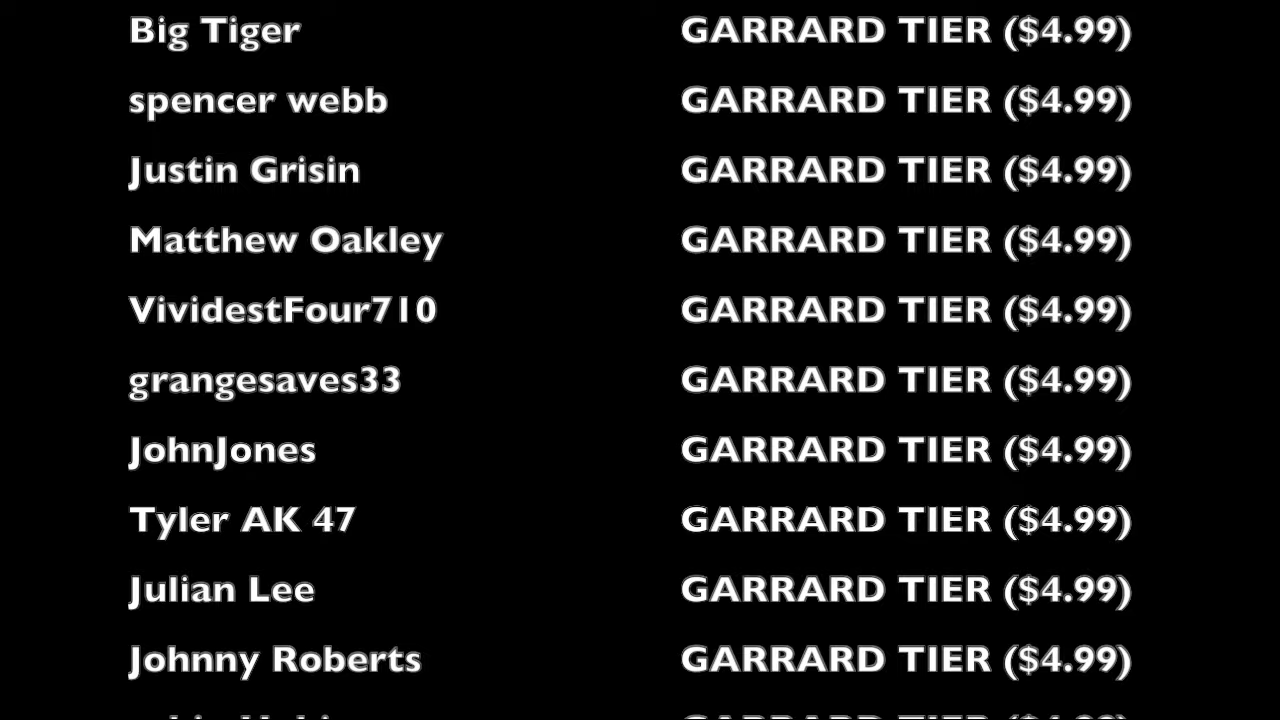 Big Tiger GARRARD TIER ($4.99)
spencer webb GARRARD TIER ($4.99)
Justin Grisin GARRARD TIER ($4.99)
Matthew Oakley GARRARD TIER ($4.99)
VividestFour710 GARRARD TIER ($4.99)
grangesaves33 GARRARD TIER ($4.99)
JohnJones GARRARD TIER ($4.99)
Tyler AK 47 GARRARD TIER ($4.99)
Julian Lee GARRARD TIER ($4.99)
Johnny Roberts GARRARD TIER ($4.99)